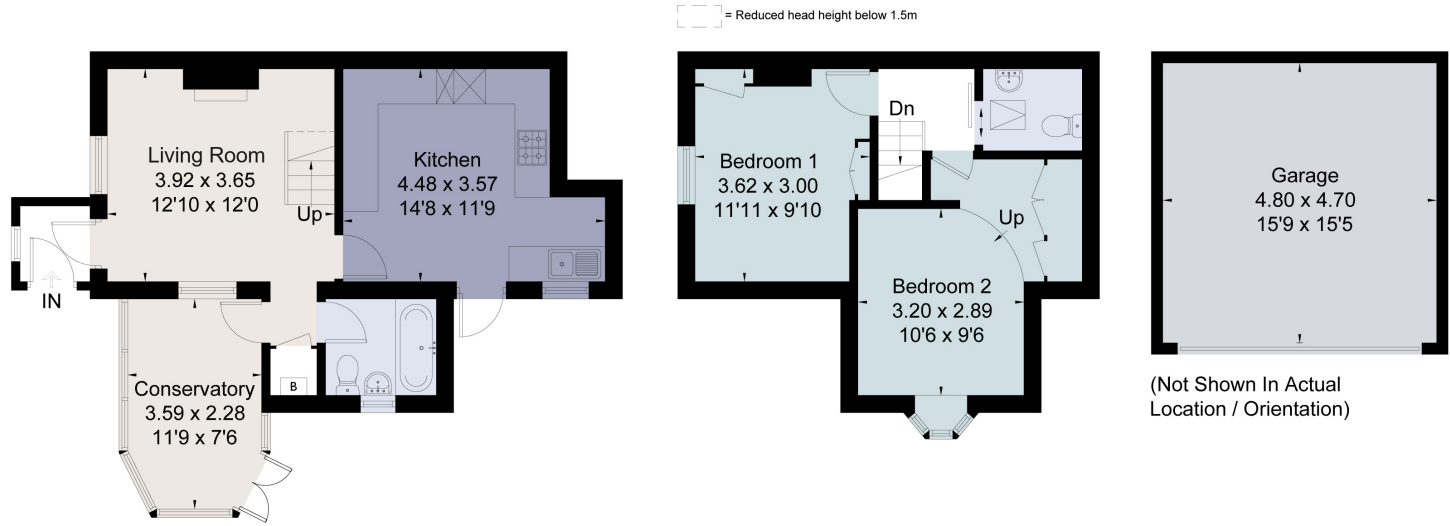 = Reduced head height below 1.5m
Living Room
3.92 x 3.65
12'10 x 12'0
Up
IN
Kitchen
4.48 x 3.57
14'8 x 11'9
Conservatory
3.59 x 2.28
11'9 x 7'6
B
Dn
Bedroom 1
3.62 x 3.00
11'11 x 9'10
Up
Bedroom 2
3.20 x 2.89
10'6 x 9'6
Garage
4.80 x 4.70
15'9 x 15'5
(Not Shown In Actual
Location / Orientation)